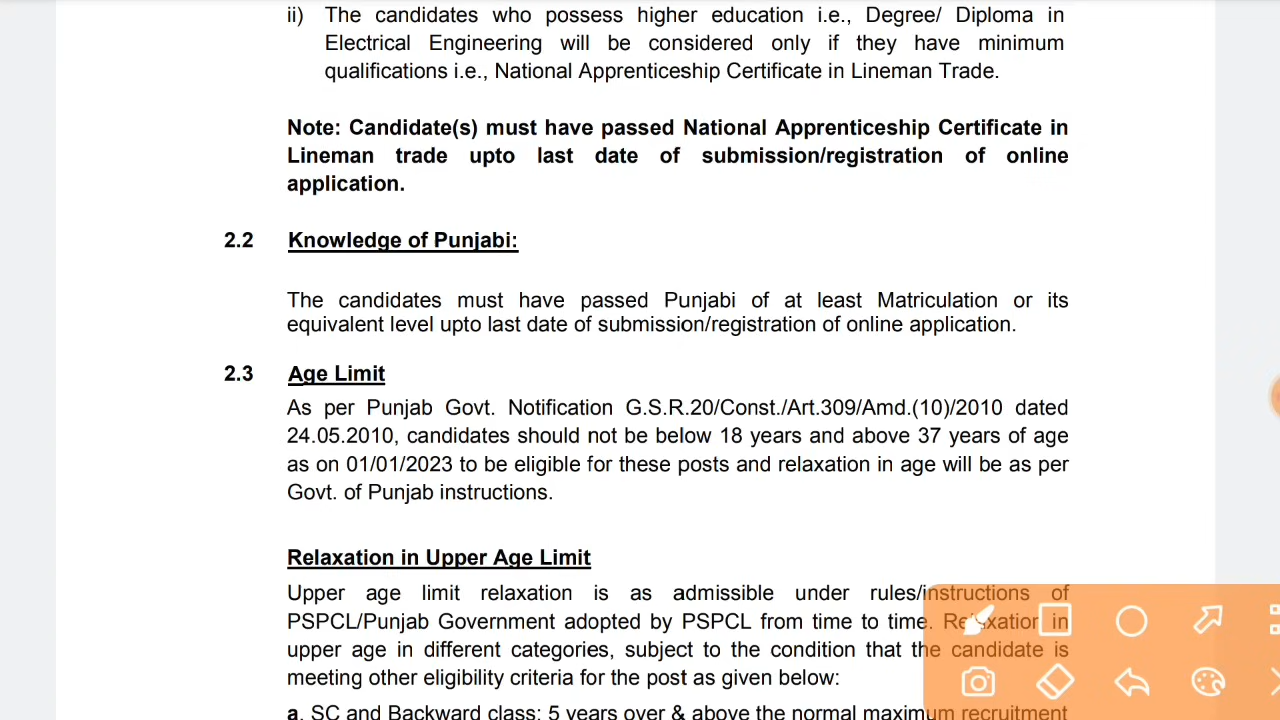 ii) The candidates who possess higher education i.e., Degree/ Diploma in
Electrical Engineering will be considered only if they have minimum
qualifications i.e., National Apprenticeship Certificate in Lineman Trade.
Note: Candidate(s) must have passed National Apprenticeship Certificate in
Lineman trade upto last date of submission/registration of online
application.
2.2 Knowledge of Punjabi:
The candidates must have passed Punjabi of at least Matriculation or its
equivalent level upto last date of submission/registration of online application.
2.3 Age Limit
As per Punjab Govt. Notification G.S.R.20/Const./Art.309/Amd.(10)/2010 dated
24.05.2010, candidates should not be below 18 years and above 37 years of age
as on 01/01/2023 to be eligible for these posts and relaxation in age will be as per
Govt. of Punjab instructions.
Relaxation in Upper Age Limit
Upper age limit relaxation is as admissible under rules/instructions of
PSPCL/Punjab Government adopted by PSPCL from time to time. Relaxation in
upper age in different categories, subject to the condition that the candidate is
meeting other eligibility criteria for the post as given below:
a. SC and Backward class: 5 years over & above the normal maximum recruitment